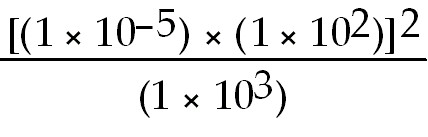 [(1 × 10⁻⁵) × (1 × 10²)]²
(1 × 10³)